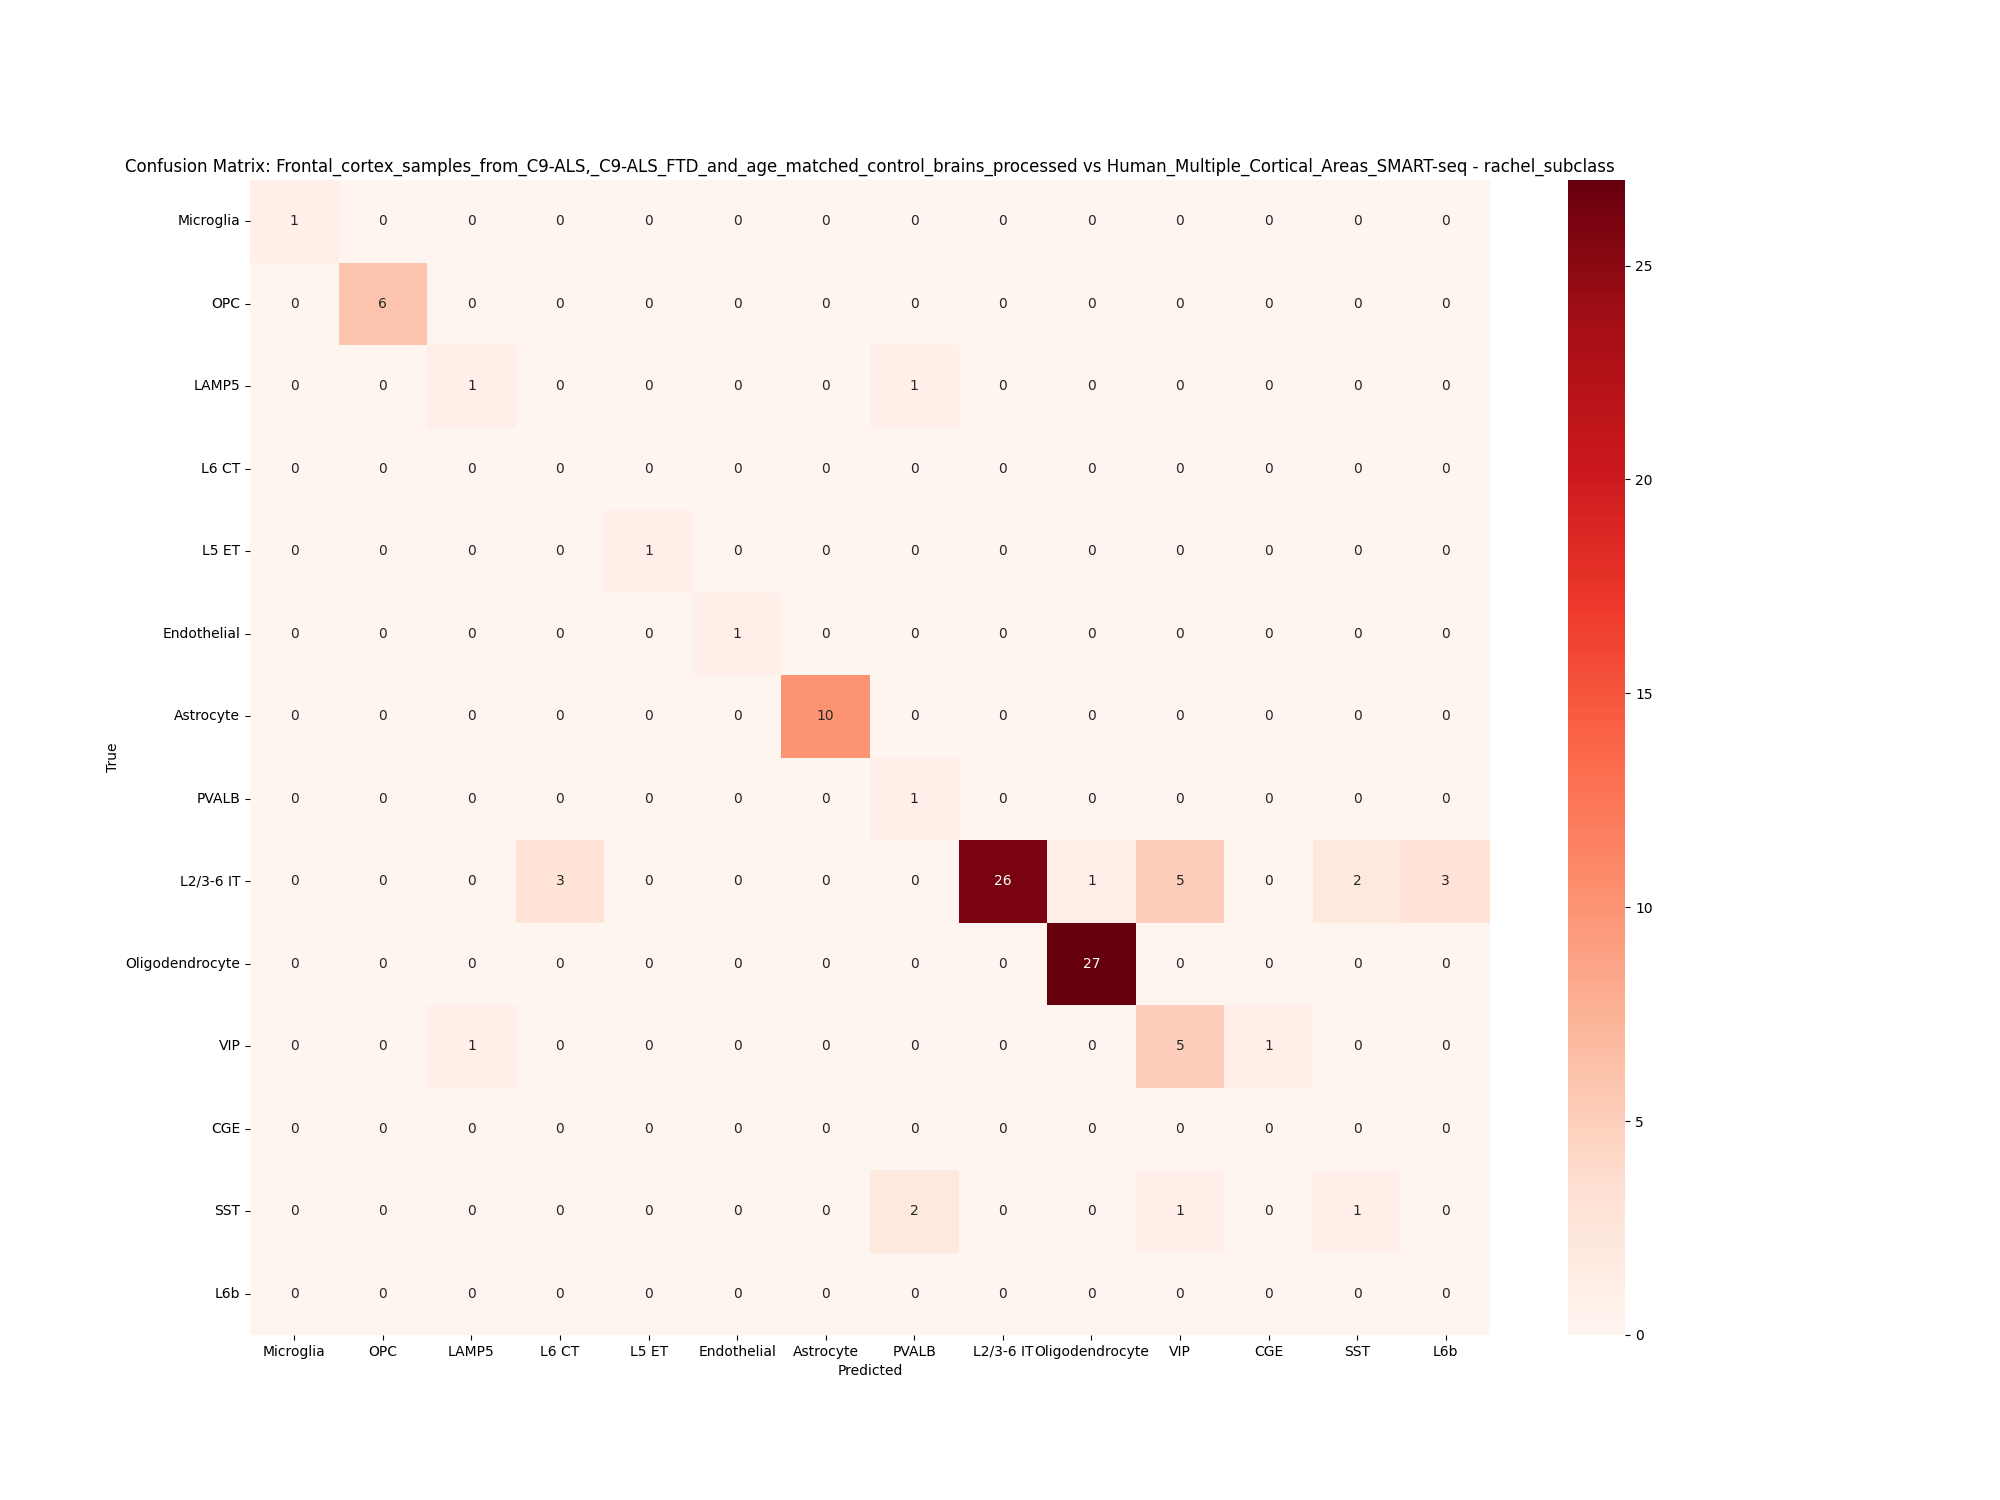 Confusion Matrix: Frontal_cortex_samples_from_C9-ALS,_C9-ALS_FTD_and_age_matched_control_brains_processed vs Human_Multiple_Cortical_Areas_SMART-seq - rachel_subclass
Microglia 1 0 0 0 0 0 0 0 0 0 0 0 0 0
OPC 0 6 0 0 0 0 0 0 0 0 0 0 0 0
LAMP5 0 0 1 0 0 0 0 1 0 0 0 0 0 0
L6 CT 0 0 0 0 0 0 0 0 0 0 0 0 0 0
L5 ET 0 0 0 0 1 0 0 0 0 0 0 0 0 0
Endothelial 0 0 0 0 0 1 0 0 0 0 0 0 0 0
Astrocyte 0 0 0 0 0 0 10 0 0 0 0 0 0 0
PVALB 0 0 0 0 0 0 0 1 0 0 0 0 0 0
L2/3-6 IT 0 0 0 3 0 0 0 0 26 1 5 0 2 3
Oligodendrocyte 0 0 0 0 0 0 0 0 0 27 0 0 0 0
VIP 0 0 1 0 0 0 0 0 0 0 5 1 0 0
CGE 0 0 0 0 0 0 0 0 0 0 0 0 0 0
SST 0 0 0 0 0 0 0 2 0 0 1 0 1 0
L6b 0 0 0 0 0 0 0 0 0 0 0 0 0 0
Microglia OPC LAMP5 L6 CT L5 ET Endothelial Astrocyte PVALB L2/3-6 IT Oligodendrocyte VIP CGE SST L6b
Predicted
True
25
20
15
10
5
0